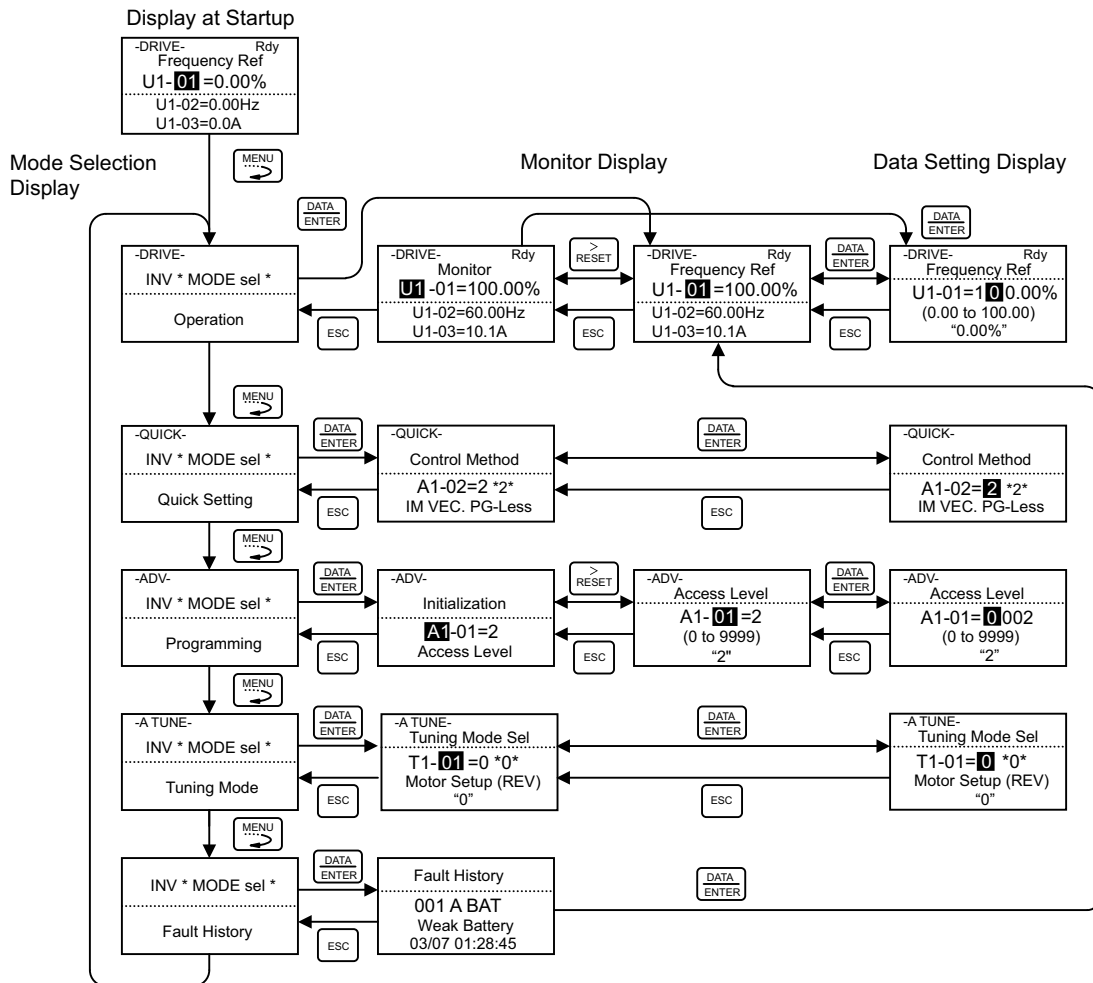 Display at Startup
-DRIVE- Rdy
Frequency Ref
U1-01 =0.00%
U1-02=0.00Hz
U1-03=0.0A
Mode Selection
Display
MENU
Monitor Display
Data Setting Display
DATA
ENTER
DATA
ENTER
-DRIVE-
INV * MODE sel *
Operation
-DRIVE- Rdy
Monitor
U1 -01=100.00%
U1-02=60.00Hz
U1-03=10.1A
>
RESET
-DRIVE- Rdy
Frequency Ref
U1- 01 =100.00%
U1-02=60.00Hz
U1-03=10.1A
DATA
ENTER
-DRIVE- Rdy
Frequency Ref
U1-01=100.00%
(0.00 to 100.00)
“0.00%”
ESC
ESC
ESC
MENU
-QUICK-
INV * MODE sel *
Quick Setting
DATA
ENTER
-QUICK-
Control Method
A1-02=2 *2*
IM VEC. PG-Less
DATA
ENTER
-QUICK-
Control Method
A1-02=2 *2*
IM VEC. PG-Less
ESC
ESC
MENU
-ADV-
INV * MODE sel *
Programming
DATA
ENTER
-ADV-
Initialization
A1-01=2
Access Level
>
RESET
-ADV-
Access Level
A1- 01 =2
(0 to 9999)
“2"
DATA
ENTER
-ADV-
Access Level
A1-01=0002
(0 to 9999)
“2”
ESC
ESC
ESC
MENU
-A TUNE-
INV * MODE sel *
Tuning Mode
DATA
ENTER
-A TUNE-
Tuning Mode Sel
T1-01 =0 *0*
Motor Setup (REV)
“0”
DATA
ENTER
-A TUNE-
Tuning Mode Sel
T1-01=0 *0*
Motor Setup (REV)
“0”
ESC
ESC
MENU
INV * MODE sel *
Fault History
DATA
ENTER
Fault History
001 A BAT
Weak Battery
03/07 01:28:45
DATA
ENTER
ESC